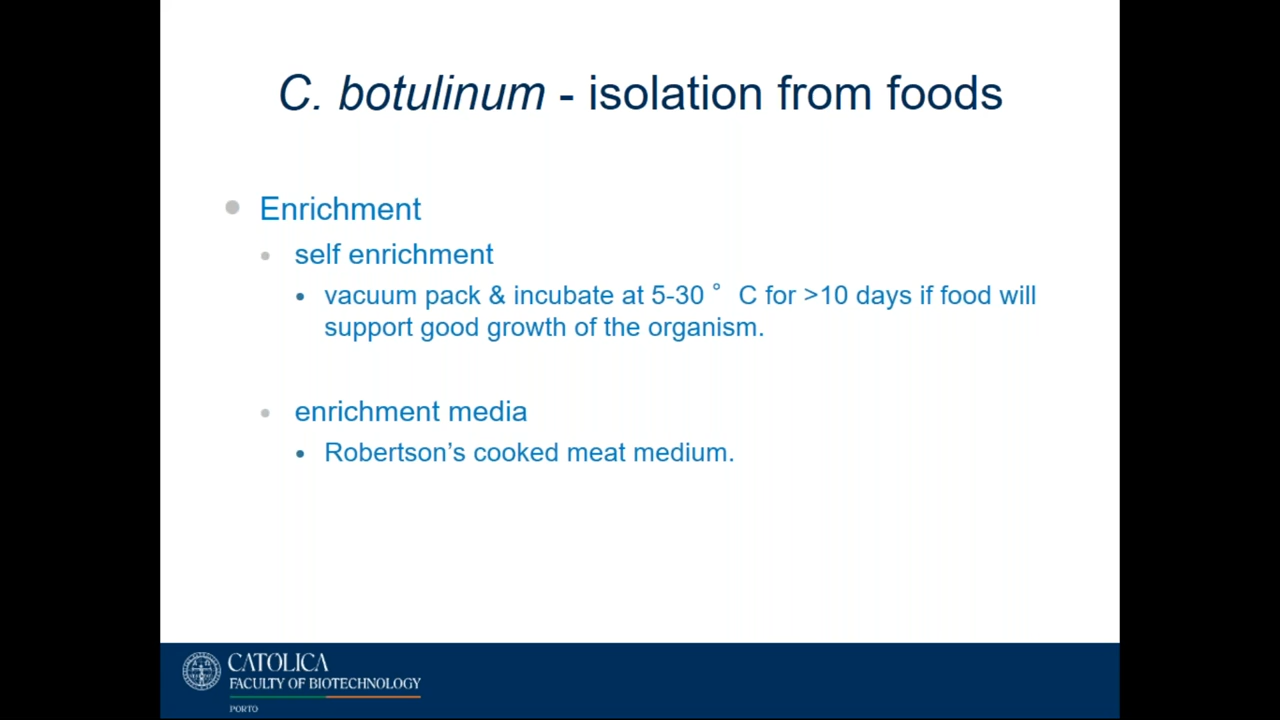 C. botulinum - isolation from foods
Enrichment
self enrichment
vacuum pack & incubate at 5-30 ° C for >10 days if food will
support good growth of the organism.
enrichment media
Robertson’s cooked meat medium.
CATOLICA
FACULTY OF BIOTECHNOLOGY
PORTO